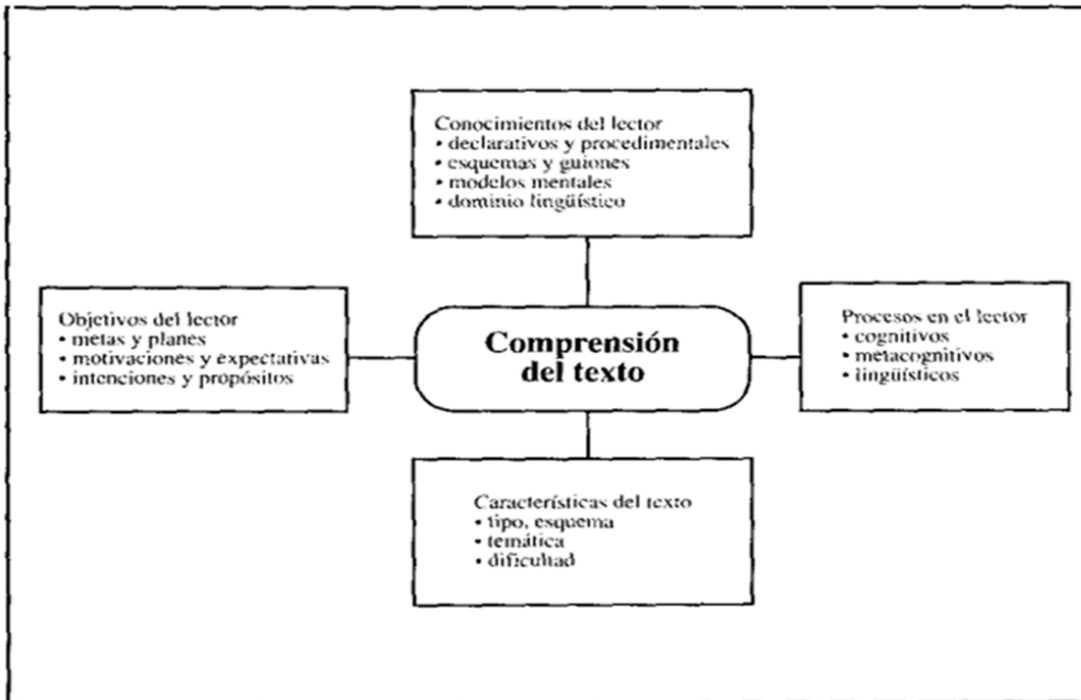 Conocimientos del lector
• declarativos y procedimentales
• esquemas y guiones
• modelos mentales
• dominio lingüístico
Objetivos del lector
• metas y planes
• motivaciones y expectativas
• intenciones y propósitos
Comprensión
del texto
Procesos en el lector
• cognitivos
• metacognitivos
• lingüísticos
Características del texto
• tipo, esquema
• temática
• dificultad